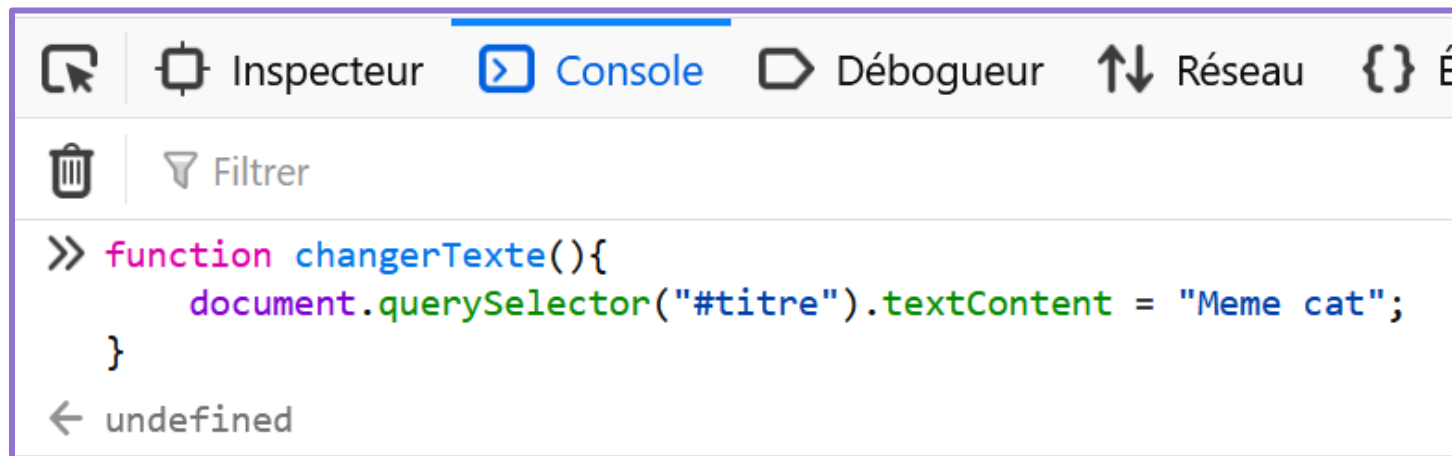 Inspecteur Console Débogueur Réseau {} É
Filtrer
>> function changerTexte(){
document.querySelector("#titre").textContent = "Meme cat";
}
← undefined